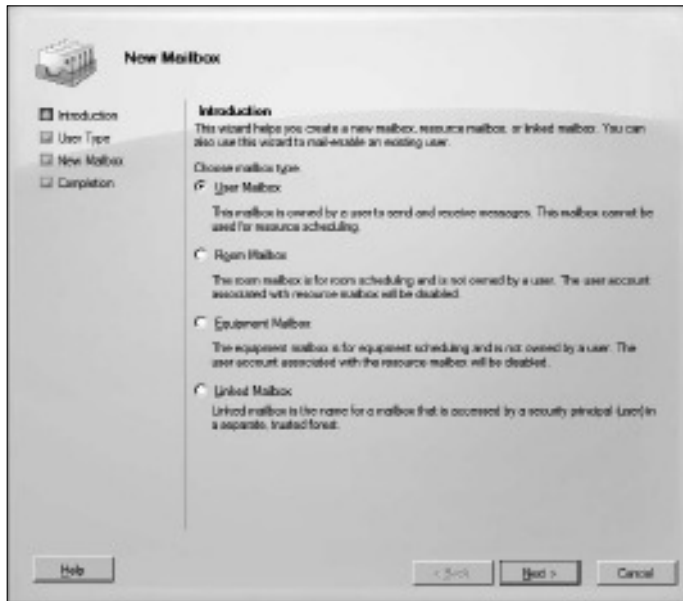 New Mailbox
Introduction
User Type
New Mailbox
Completion
Introduction
This wizard helps you create a new mailbox, resource mailbox, or linked mailbox. You can
also use this wizard to mail-enable an existing user.
Choose mailbox type.
User Mailbox
This mailbox is owned by a user to send and receive messages. This mailbox cannot be
used for resource scheduling.
Room Mailbox
The room mailbox is for room scheduling and is not owned by a user. The user account
associated with resource mailbox will be disabled.
Equipment Mailbox
The equipment mailbox is for equipment scheduling and is not owned by a user. The
user account associated with the resource mailbox will be disabled.
Linked Mailbox
Linked mailbox is the name for a mailbox that is accessed by a security principal (user) in
a separate, trusted forest.
Help
< Back
Next >
Cancel